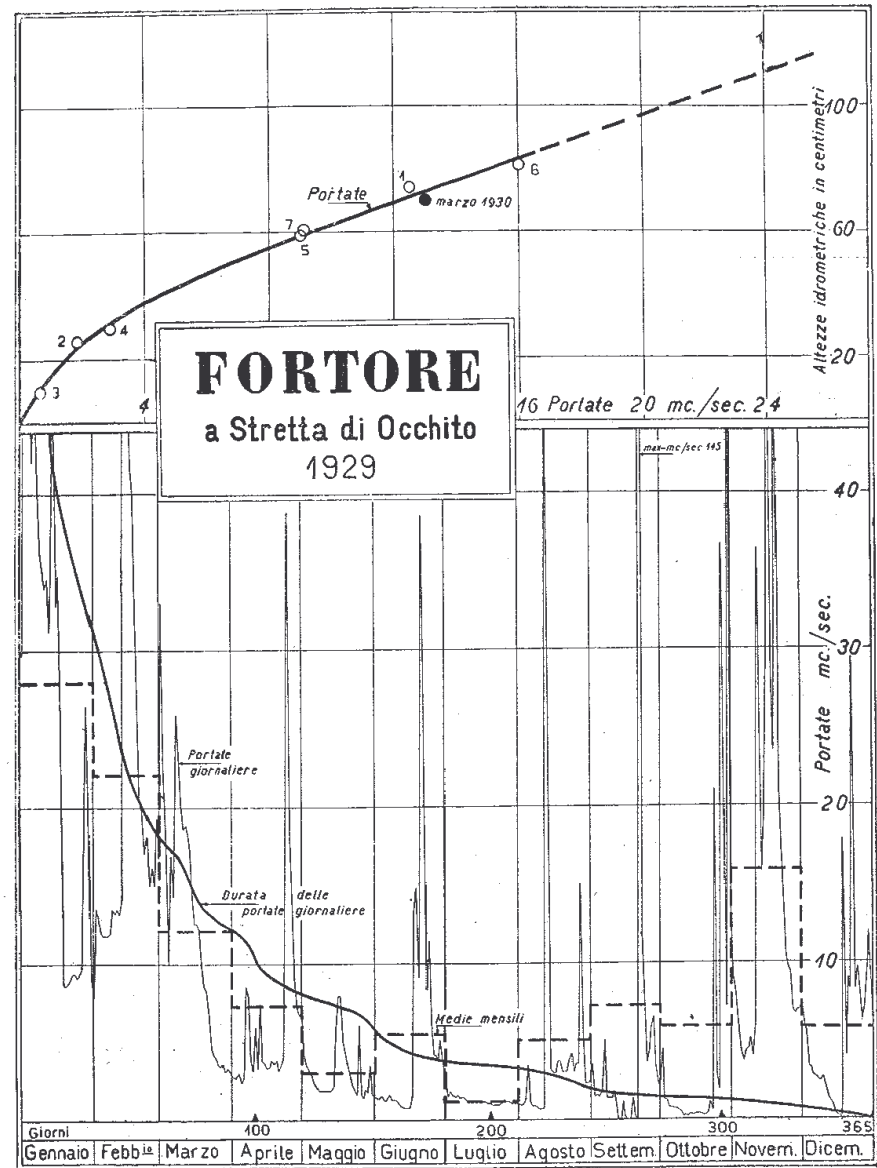 1
100
Altezze idrometriche in centimetri
1
6
Portate
marzo 1930
7
60
5
2
4
3
20
FORTORE
a Stretta di Occhito
1929
4
16 Portate 20 mc./sec. 24
max=mc/sec 145
40
30
Portate mc./sec.
Portate
giornaliere
20
Durata delle
portate giornaliere
10
Medie mensili
Giorni
100
200
300
365
Gennaio Febb.io Marzo Aprile Maggio Giugno Luglio Agosto Settem. Ottobre Novem. Dicem.